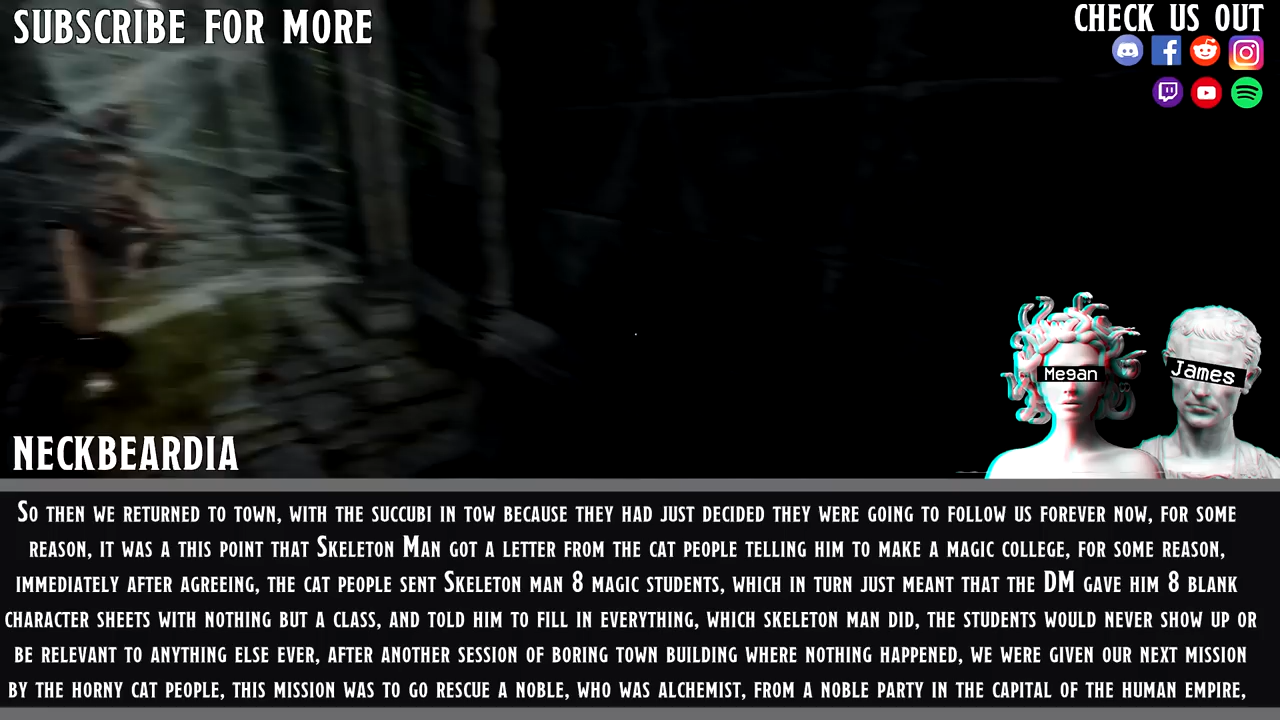 SUBSCRIBE FOR MORE
CHECK US OUT
Megan
James
NECKBEARDIA
So then we returned to town, with the succubi in tow because they had just decided they were going to follow us forever now, for some
reason, it was a this point that Skeleton Man got a letter from the cat people telling him to make a magic college, for some reason,
immediately after agreeing, the cat people sent Skeleton man 8 magic students, which in turn just meant that the DM gave him 8 blank
character sheets with nothing but a class, and told him to fill in everything, which skeleton man did, the students would never show up or
be relevant to anything else ever, after another session of boring town building where nothing happened, we were given our next mission
by the horny cat people, this mission was to go rescue a noble, who was alchemist, from a noble party in the capital of the human empire,